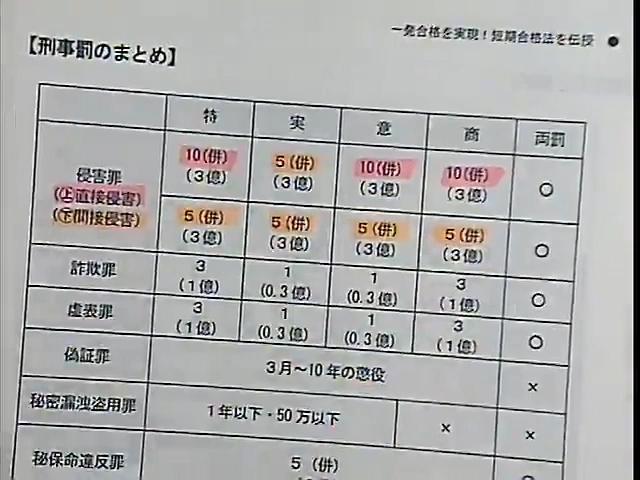 一発合格を実現！短期合格法を伝授 ●
【刑事罰のまとめ】
特 実 意 商 両罰
侵害罪
(㊤直接侵害)
(㊦間接侵害)
10(併) 5(併) 10(併) 10(併)
(3億) (3億) (3億) (3億) ○
5(併) 5(併) 5(併) 5(併)
(3億) (3億) (3億) (3億) ○
詐欺罪 3 1 1 3
(1億) (0.3億) (0.3億) (1億) ○
虚表罪 3 1 1 3
(1億) (0.3億) (0.3億) (1億) ○
偽証罪 3月～10年の懲役 ×
秘密漏洩盗用罪 1年以下・50万以下 × ×
秘保命違反罪 5(併)